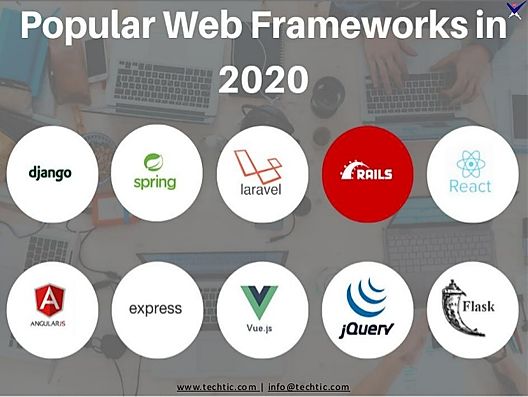 Popular Web Frameworks in
2020
django
spring
laravel
RAILS
React
ANGULARJS
express
Vue.js
jQuery
Flask
www.techtic.com | info@techtic.com